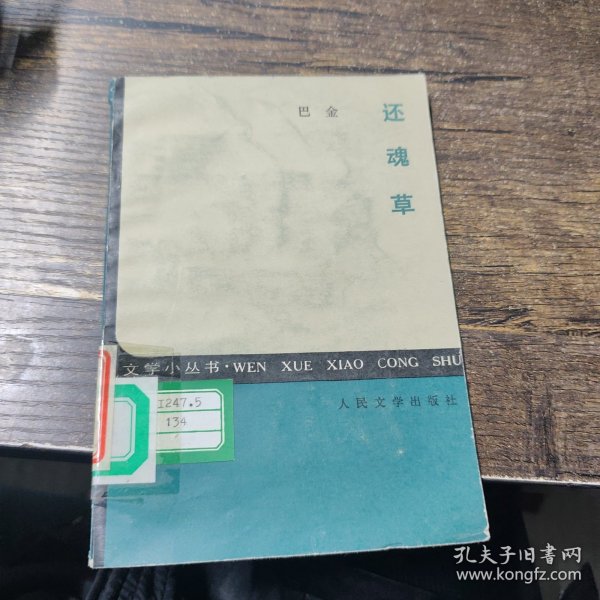 巴金
还魂草
文学小丛书·WEN XUE XIAO CONG SHU
人民文学出版社
I247.5
134
孔夫子旧书网
www.kongfz.com